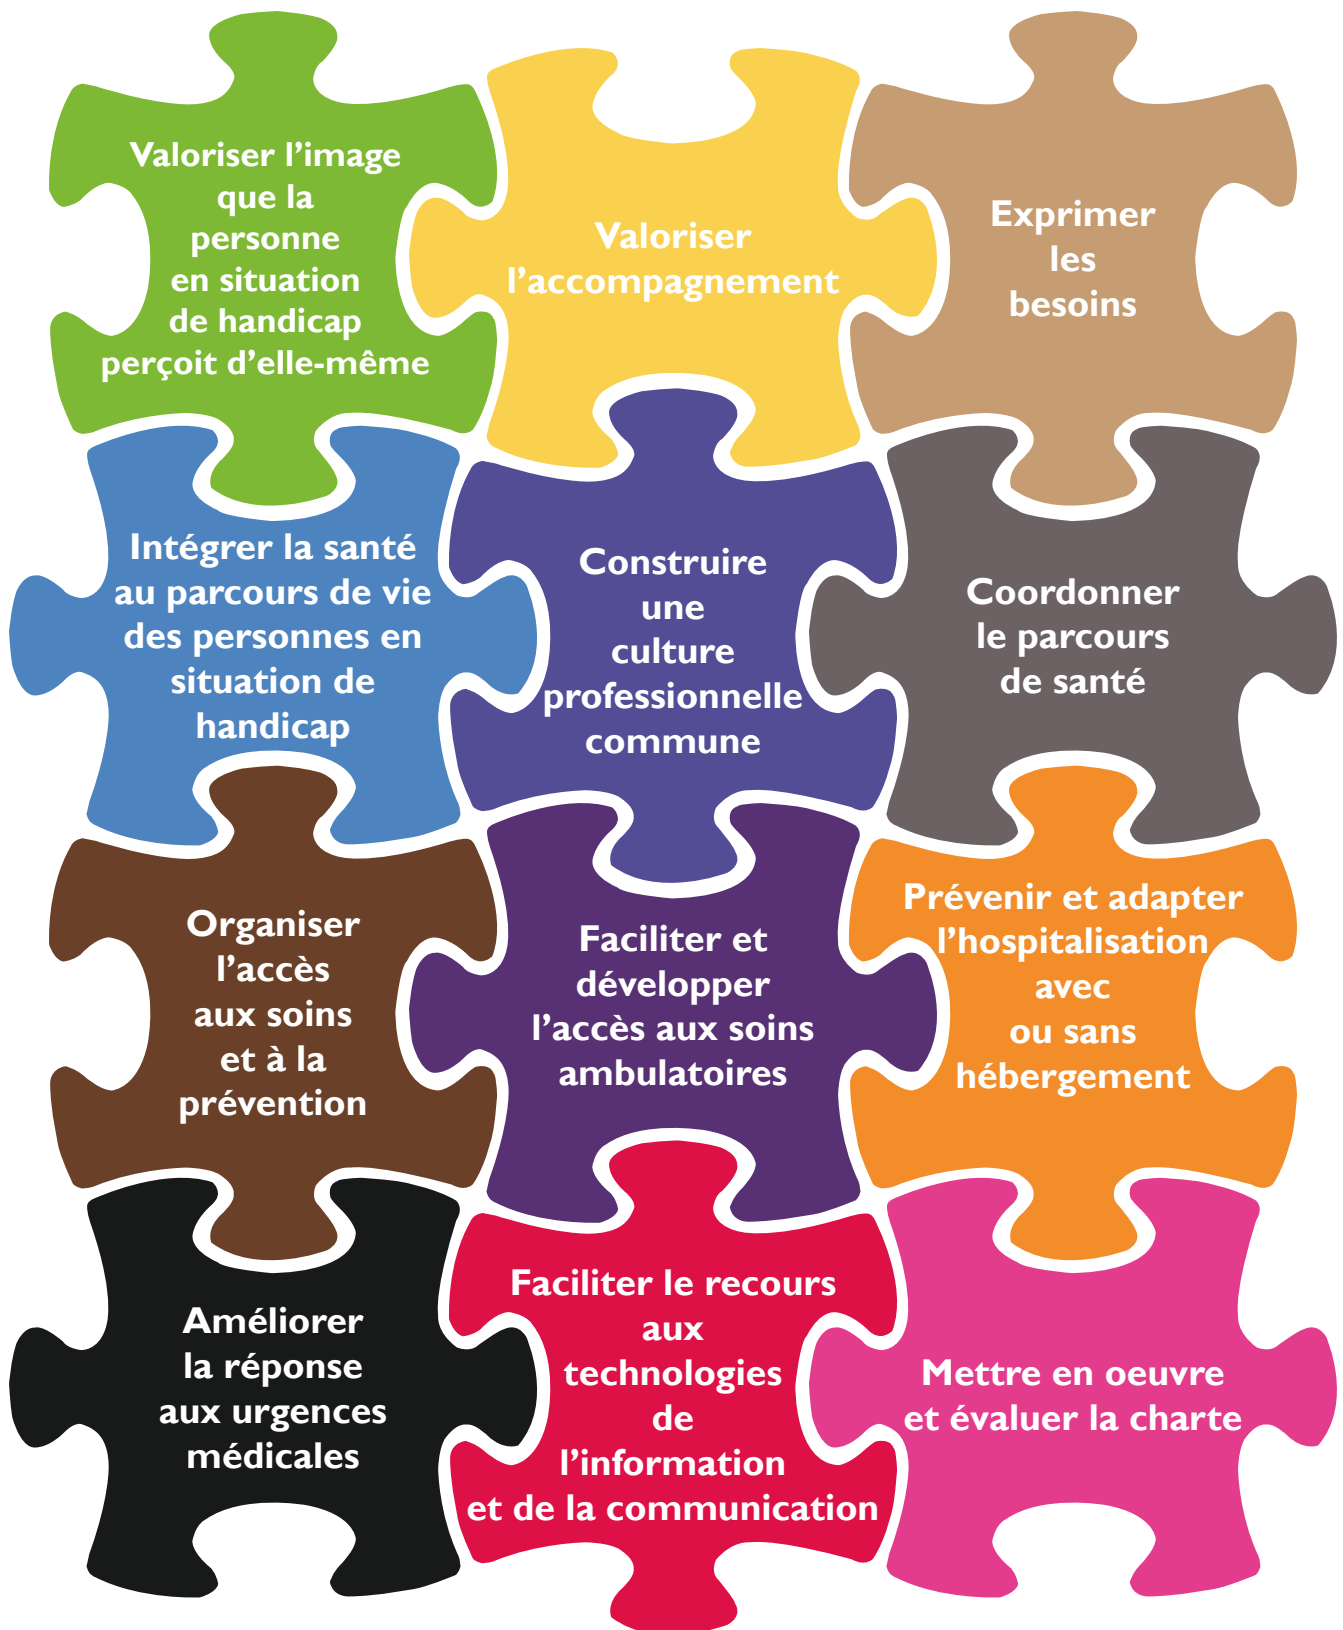 Valoriser l’image
que la
personne
en situation
de handicap
perçoit d’elle-même
Valoriser
l’accompagnement
Exprimer
les
besoins
Intégrer la santé
au parcours de vie
des personnes en
situation de
handicap
Construire
une
culture
professionnelle
commune
Coordonner
le parcours
de santé
Organiser
l’accès
aux soins
et à la
prévention
Faciliter et
développer
l’accès aux soins
ambulatoires
Prévenir et adapter
l’hospitalisation
avec
ou sans
hébergement
Améliorer
la réponse
aux urgences
médicales
Faciliter le recours
aux
technologies
de
l’information
et de la communication
Mettre en oeuvre
et évaluer la charte